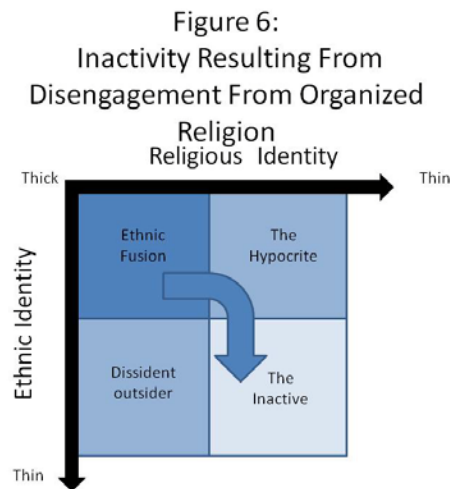 Figure 6:
Inactivity Resulting From
Disengagement From Organized
Religion
Religious Identity
Thick
Thin
Ethnic Identity
Ethnic
Fusion
The
Hypocrite
Dissident
outsider
The
Inactive
Thin